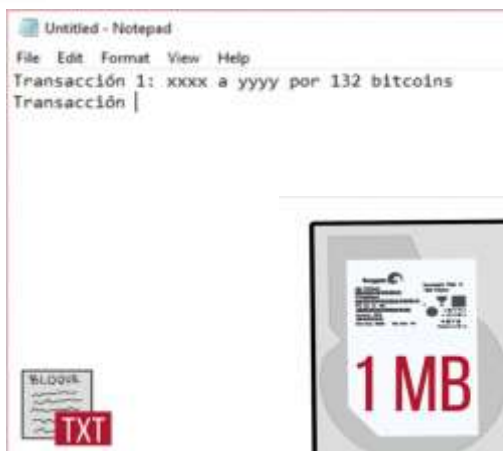 Untitled - Notepad
File Edit Format View Help
Transacción 1: xxxx a yyyy por 132 bitcoins
Transacción
Seagate
1 MB
BLOQUE
TXT